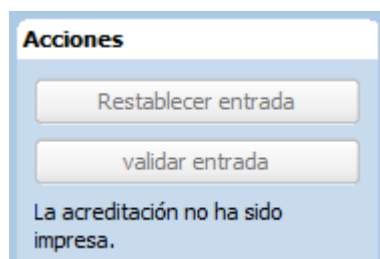 Acciones
Restablecer entrada
validar entrada
La acreditación no ha sido
impresa.